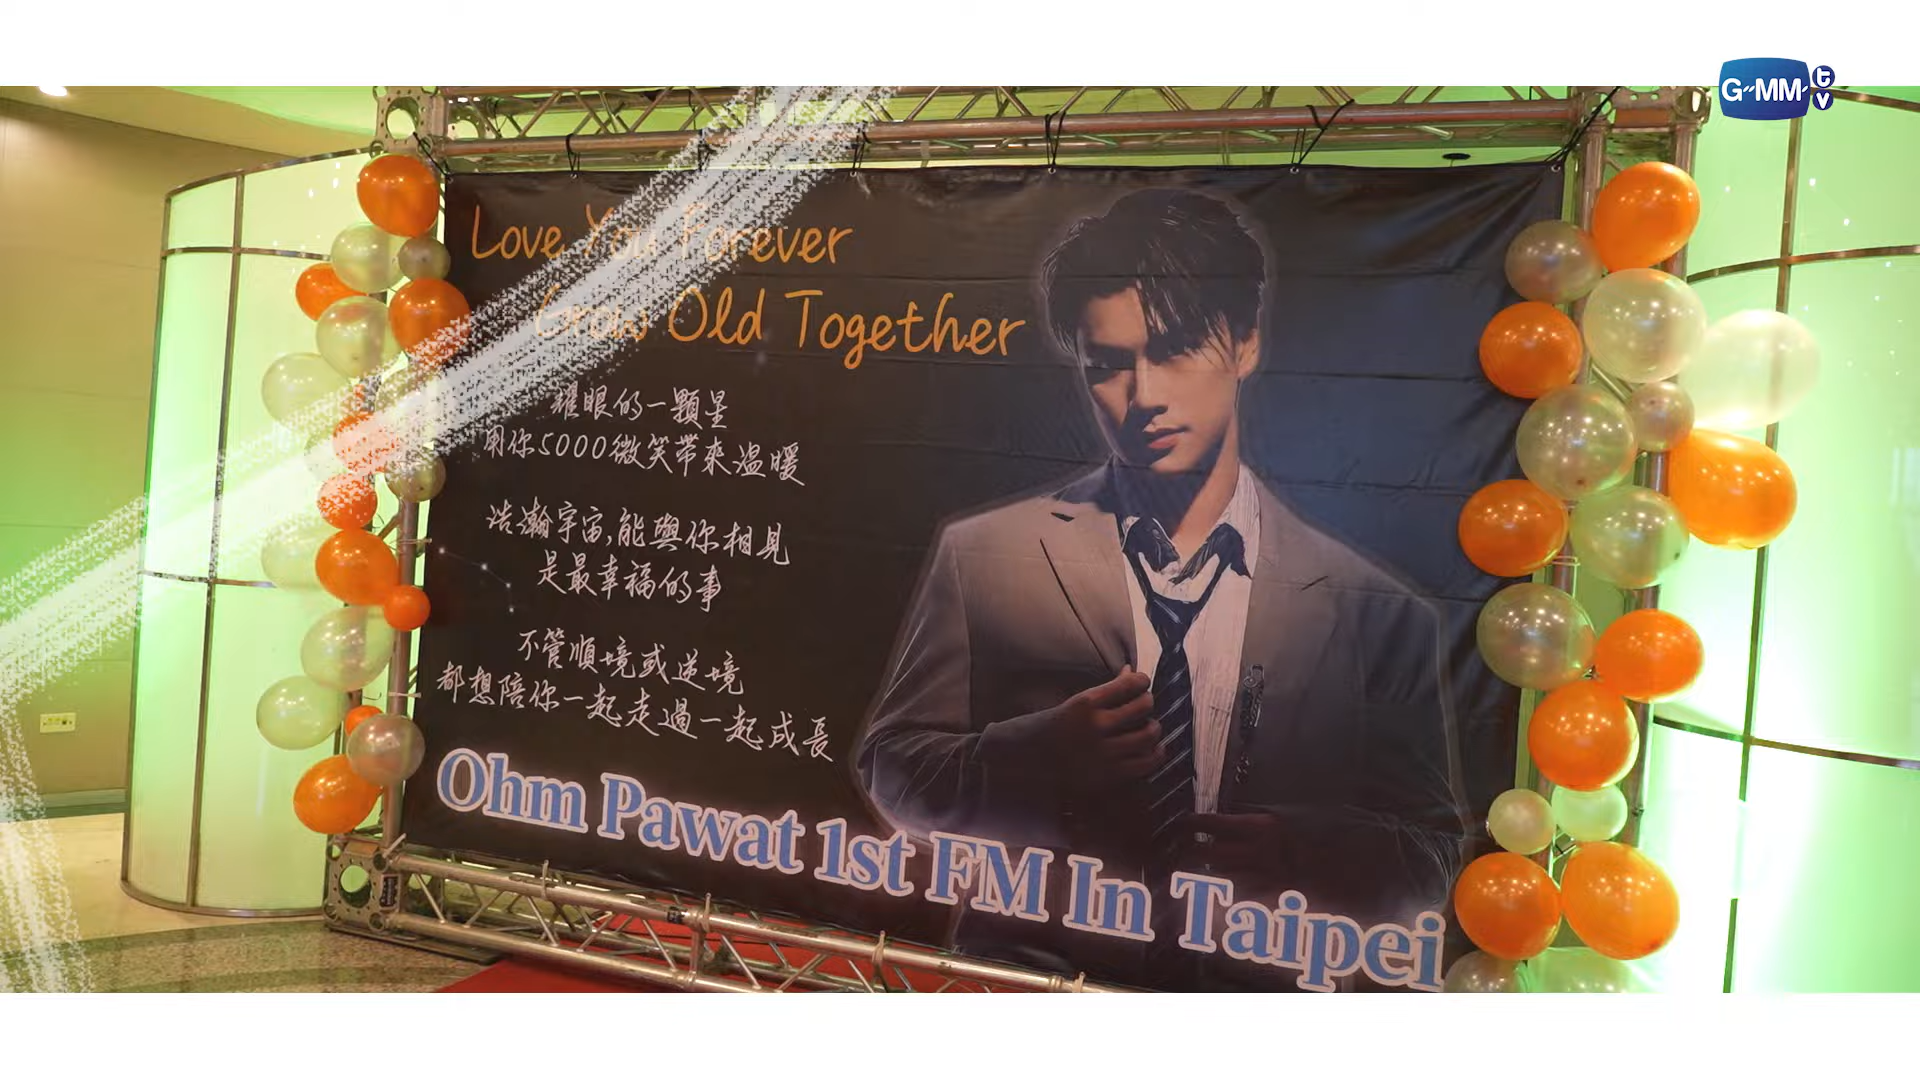 GMM tv
Love You Forever
Grow Old Together
耀眼的一顆星
用你5000微笑帶來溫暖
浩瀚宇宙,能與你相見
是最幸福的事
不管順境或逆境
都想陪你一起走過一起成長
Ohm Pawat 1st FM In Taipei